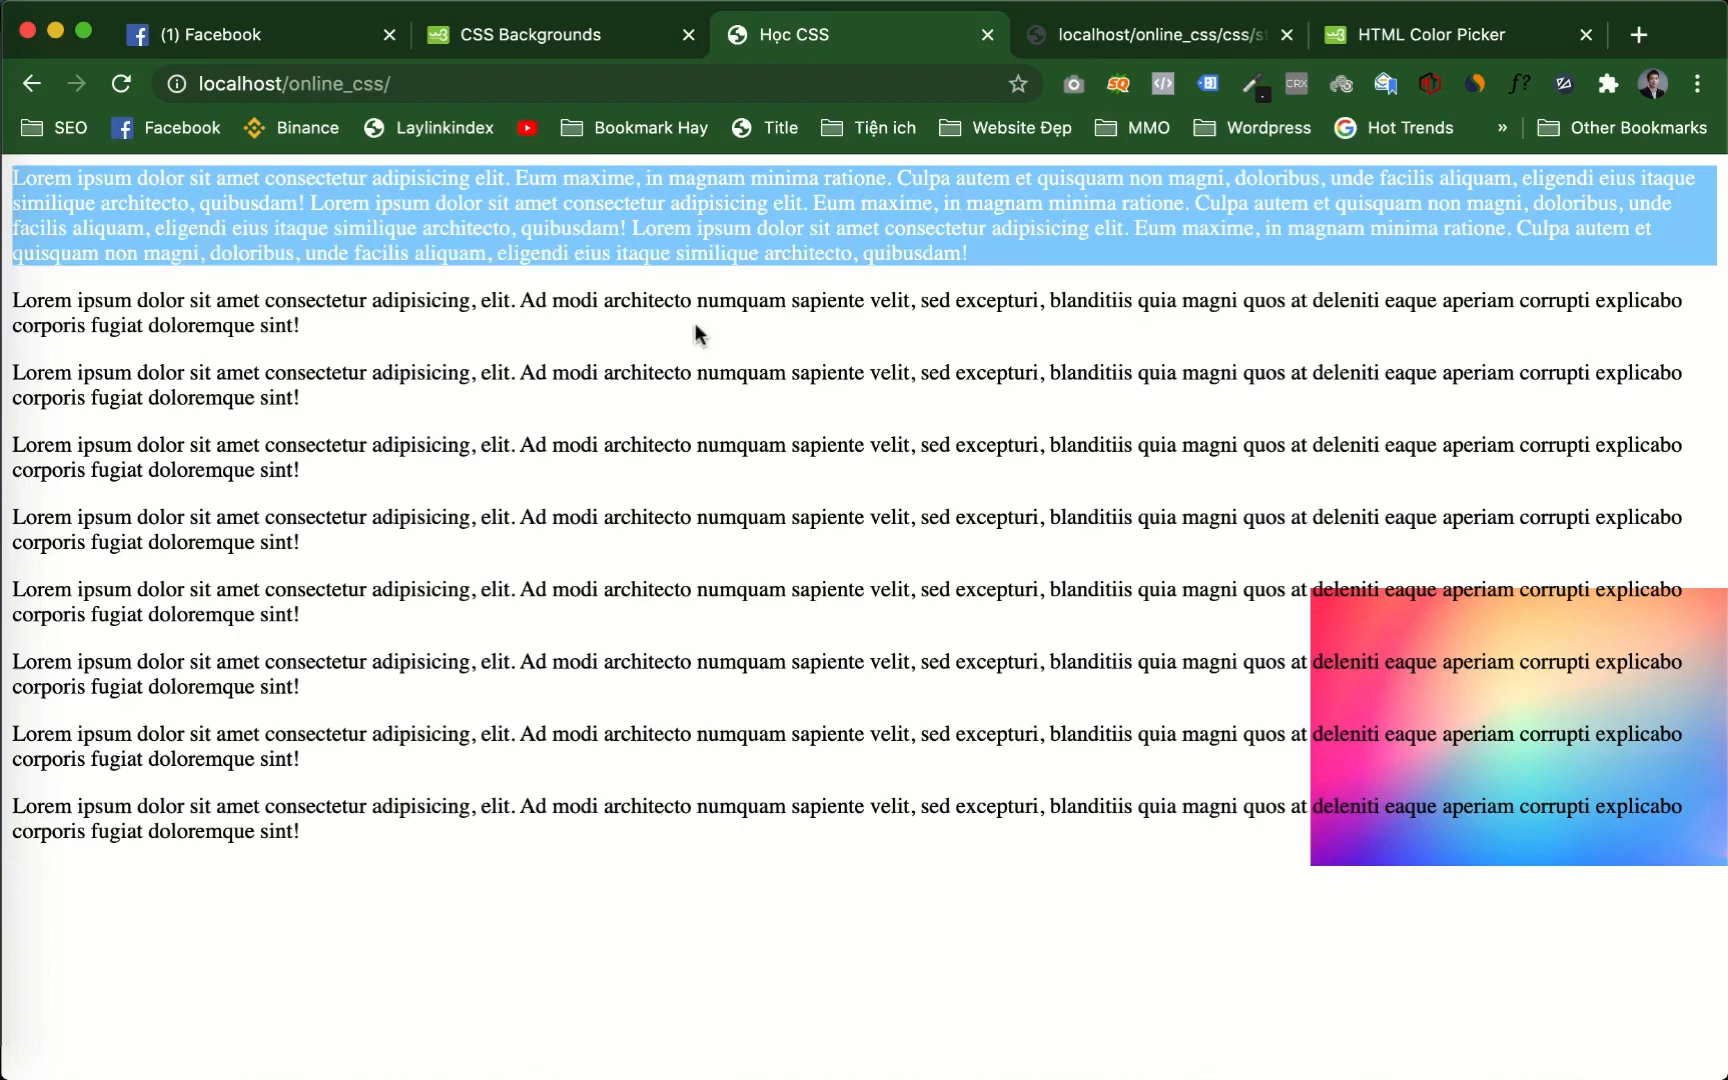 (1) Facebook
CSS Backgrounds
Học CSS
localhost/online_css/css/s
HTML Color Picker
localhost/online_css/
SEO
Facebook
Binance
Laylinkindex
Bookmark Hay
Title
Tiện ích
Website Đẹp
MMO
Wordpress
Hot Trends
»
Other Bookmarks
Lorem ipsum dolor sit amet consectetur adipisicing elit. Eum maxime, in magnam minima ratione. Culpa autem et quisquam non magni, doloribus, unde facilis aliquam, eligendi eius itaque
similique architecto, quibusdam! Lorem ipsum dolor sit amet consectetur adipisicing elit. Eum maxime, in magnam minima ratione. Culpa autem et quisquam non magni, doloribus, unde
facilis aliquam, eligendi eius itaque similique architecto, quibusdam! Lorem ipsum dolor sit amet consectetur adipisicing elit. Eum maxime, in magnam minima ratione. Culpa autem et
quisquam non magni, doloribus, unde facilis aliquam, eligendi eius itaque similique architecto, quibusdam!
Lorem ipsum dolor sit amet consectetur adipisicing, elit. Ad modi architecto numquam sapiente velit, sed excepturi, blanditiis quia magni quos at deleniti eaque aperiam corrupti explicabo
corporis fugiat doloremque sint!
Lorem ipsum dolor sit amet consectetur adipisicing, elit. Ad modi architecto numquam sapiente velit, sed excepturi, blanditiis quia magni quos at deleniti eaque aperiam corrupti explicabo
corporis fugiat doloremque sint!
Lorem ipsum dolor sit amet consectetur adipisicing, elit. Ad modi architecto numquam sapiente velit, sed excepturi, blanditiis quia magni quos at deleniti eaque aperiam corrupti explicabo
corporis fugiat doloremque sint!
Lorem ipsum dolor sit amet consectetur adipisicing, elit. Ad modi architecto numquam sapiente velit, sed excepturi, blanditiis quia magni quos at deleniti eaque aperiam corrupti explicabo
corporis fugiat doloremque sint!
Lorem ipsum dolor sit amet consectetur adipisicing, elit. Ad modi architecto numquam sapiente velit, sed excepturi, blanditiis quia magni quos at deleniti eaque aperiam corrupti explicabo
corporis fugiat doloremque sint!
Lorem ipsum dolor sit amet consectetur adipisicing, elit. Ad modi architecto numquam sapiente velit, sed excepturi, blanditiis quia magni quos at deleniti eaque aperiam corrupti explicabo
corporis fugiat doloremque sint!
Lorem ipsum dolor sit amet consectetur adipisicing, elit. Ad modi architecto numquam sapiente velit, sed excepturi, blanditiis quia magni quos at deleniti eaque aperiam corrupti explicabo
corporis fugiat doloremque sint!
Lorem ipsum dolor sit amet consectetur adipisicing, elit. Ad modi architecto numquam sapiente velit, sed excepturi, blanditiis quia magni quos at deleniti eaque aperiam corrupti explicabo
corporis fugiat doloremque sint!